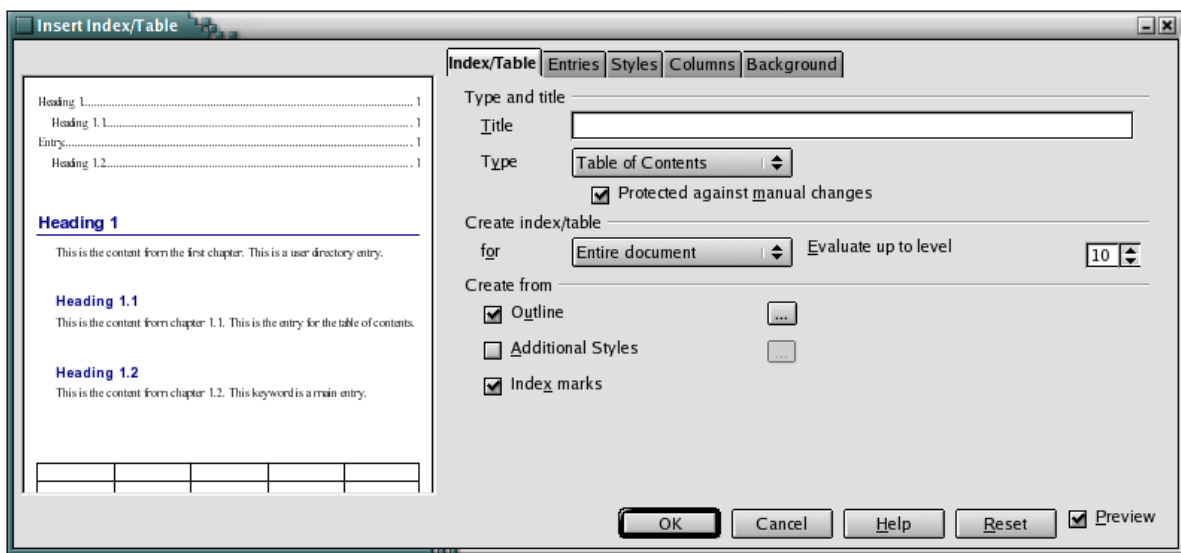 Insert Index/Table
Heading 1 1
Heading 1.1 1
Entry 1
Heading 1.2 1
Heading 1
This is the content from the first chapter. This is a user directory entry.
Heading 1.1
This is the content from chapter 1.1. This is the entry for the table of contents.
Heading 1.2
This is the content from chapter 1.2. This keyword is a main entry.
Index/Table Entries Styles Columns Background
Type and title
Title
Type Table of Contents
Protected against manual changes
Create index/table
for Entire document Evaluate up to level 10
Create from
Outline ...
Additional Styles ...
Index marks
OK Cancel Help Reset Preview